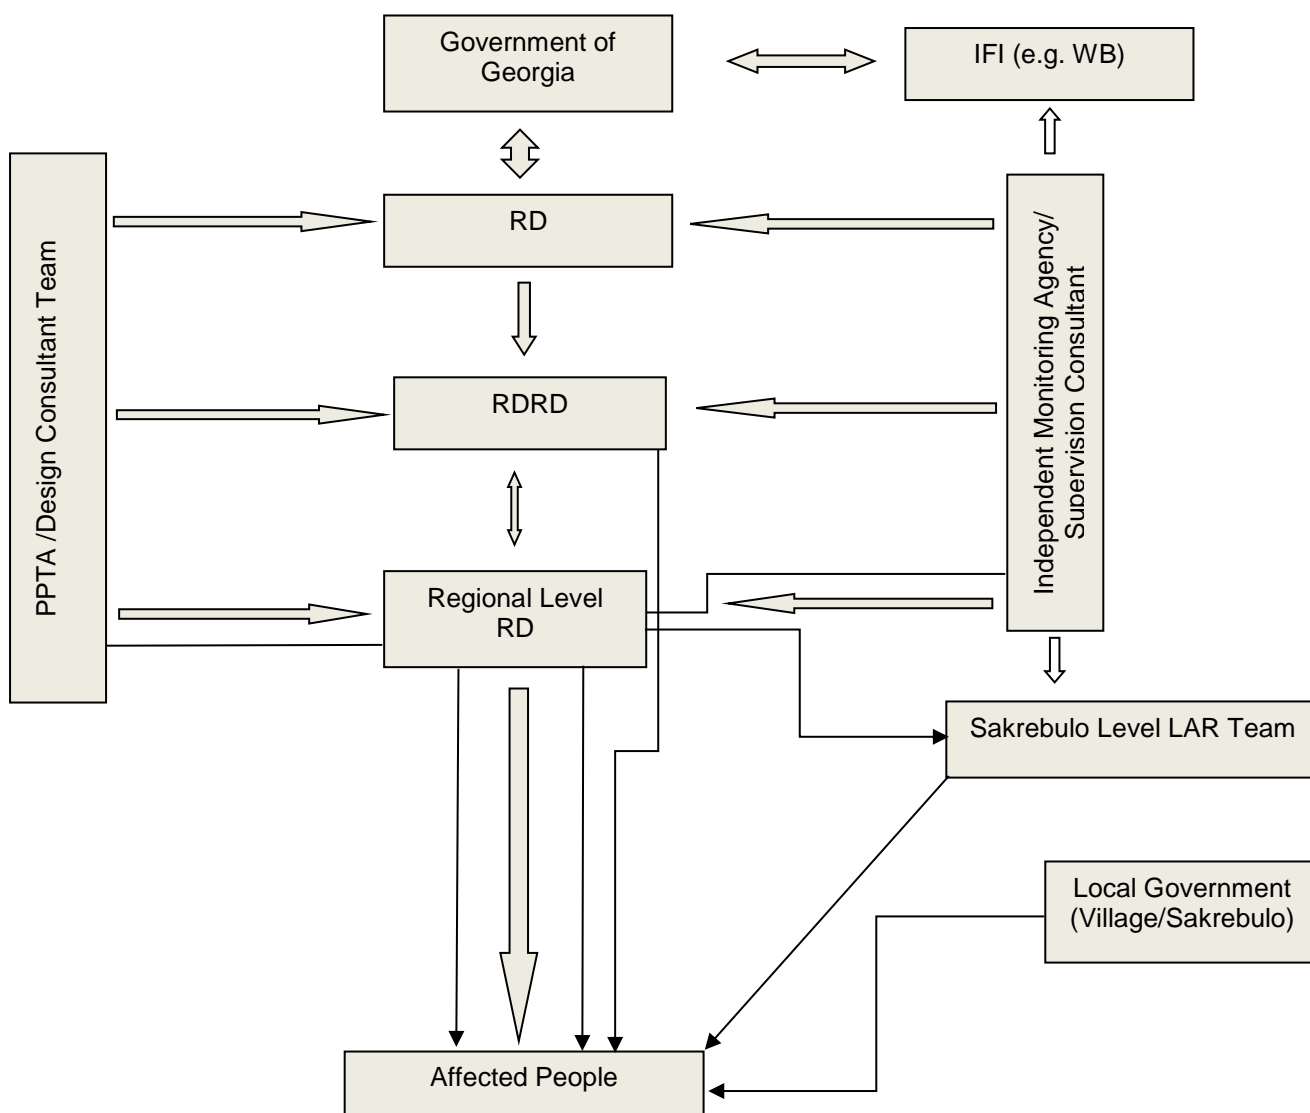 Government of
Georgia
IFI (e.g. WB)
RD
PPTA /Design Consultant Team
Independent Monitoring Agency/
Supervision Consultant
RDRD
Regional Level
RD
Sakrebulo Level LAR Team
Local Government
(Village/Sakrebulo)
Affected People